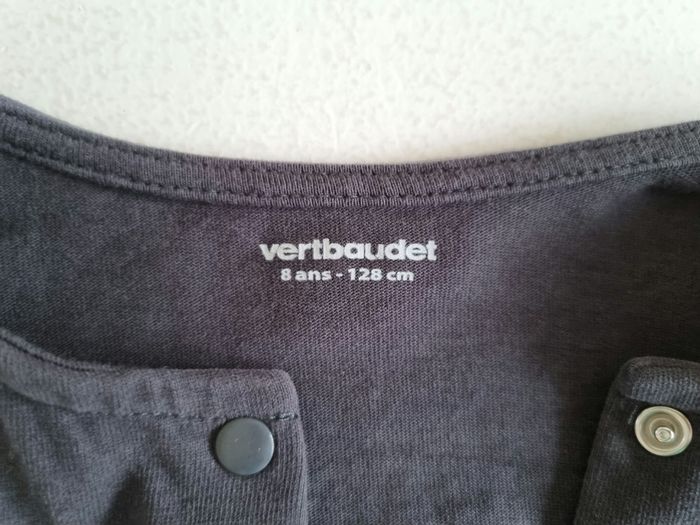 vertbaudet
8 ans - 128 cm